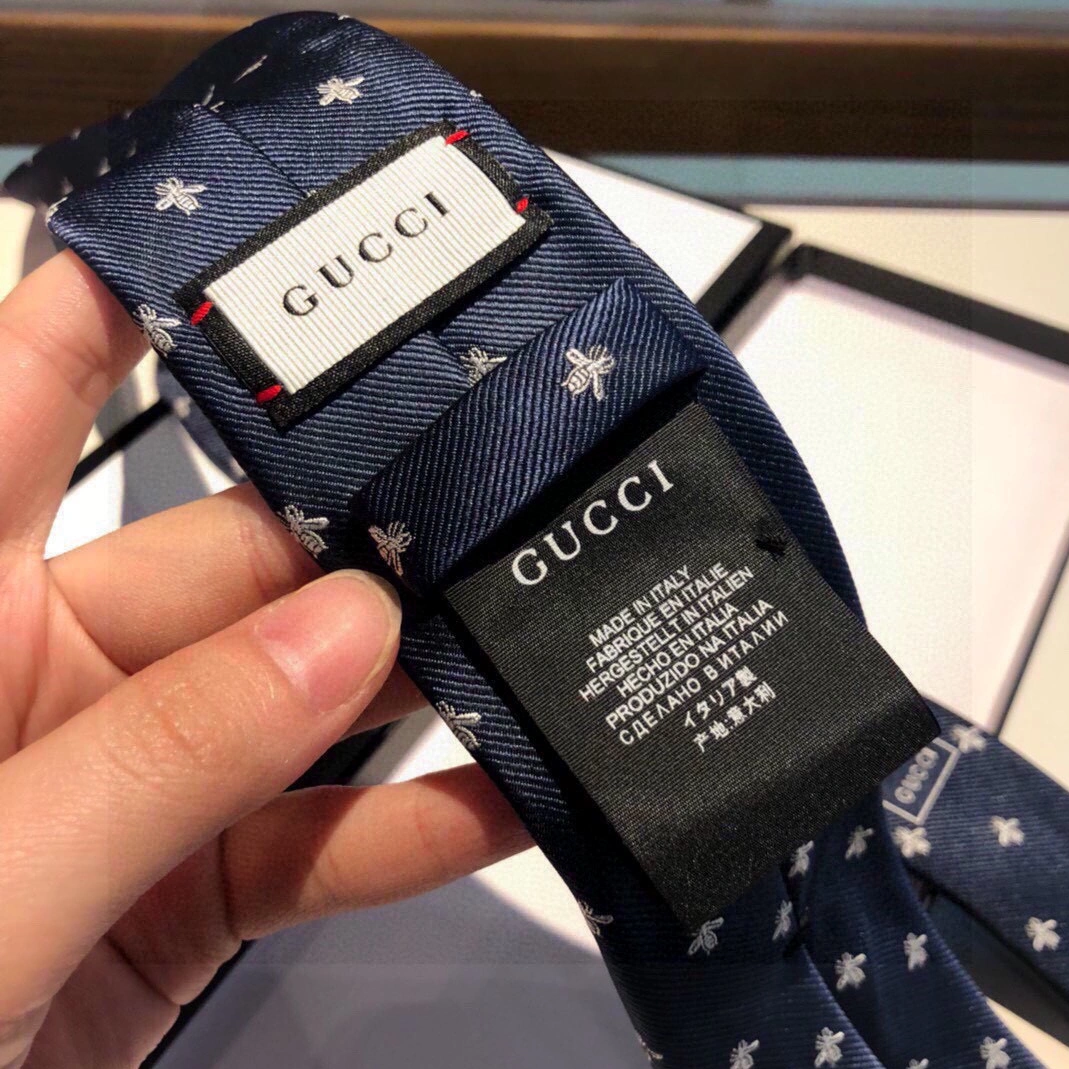 GUCCI
GUCCI
MADE IN ITALY
FABRIQUE EN ITALIE
HERGESTELLT IN ITALIEN
HECHO EN ITALIA
PRODUZIDO NA ITALIA
СДЕЛАНО В ИТАЛИИ
イタリア製
产地意大利
GUCCI